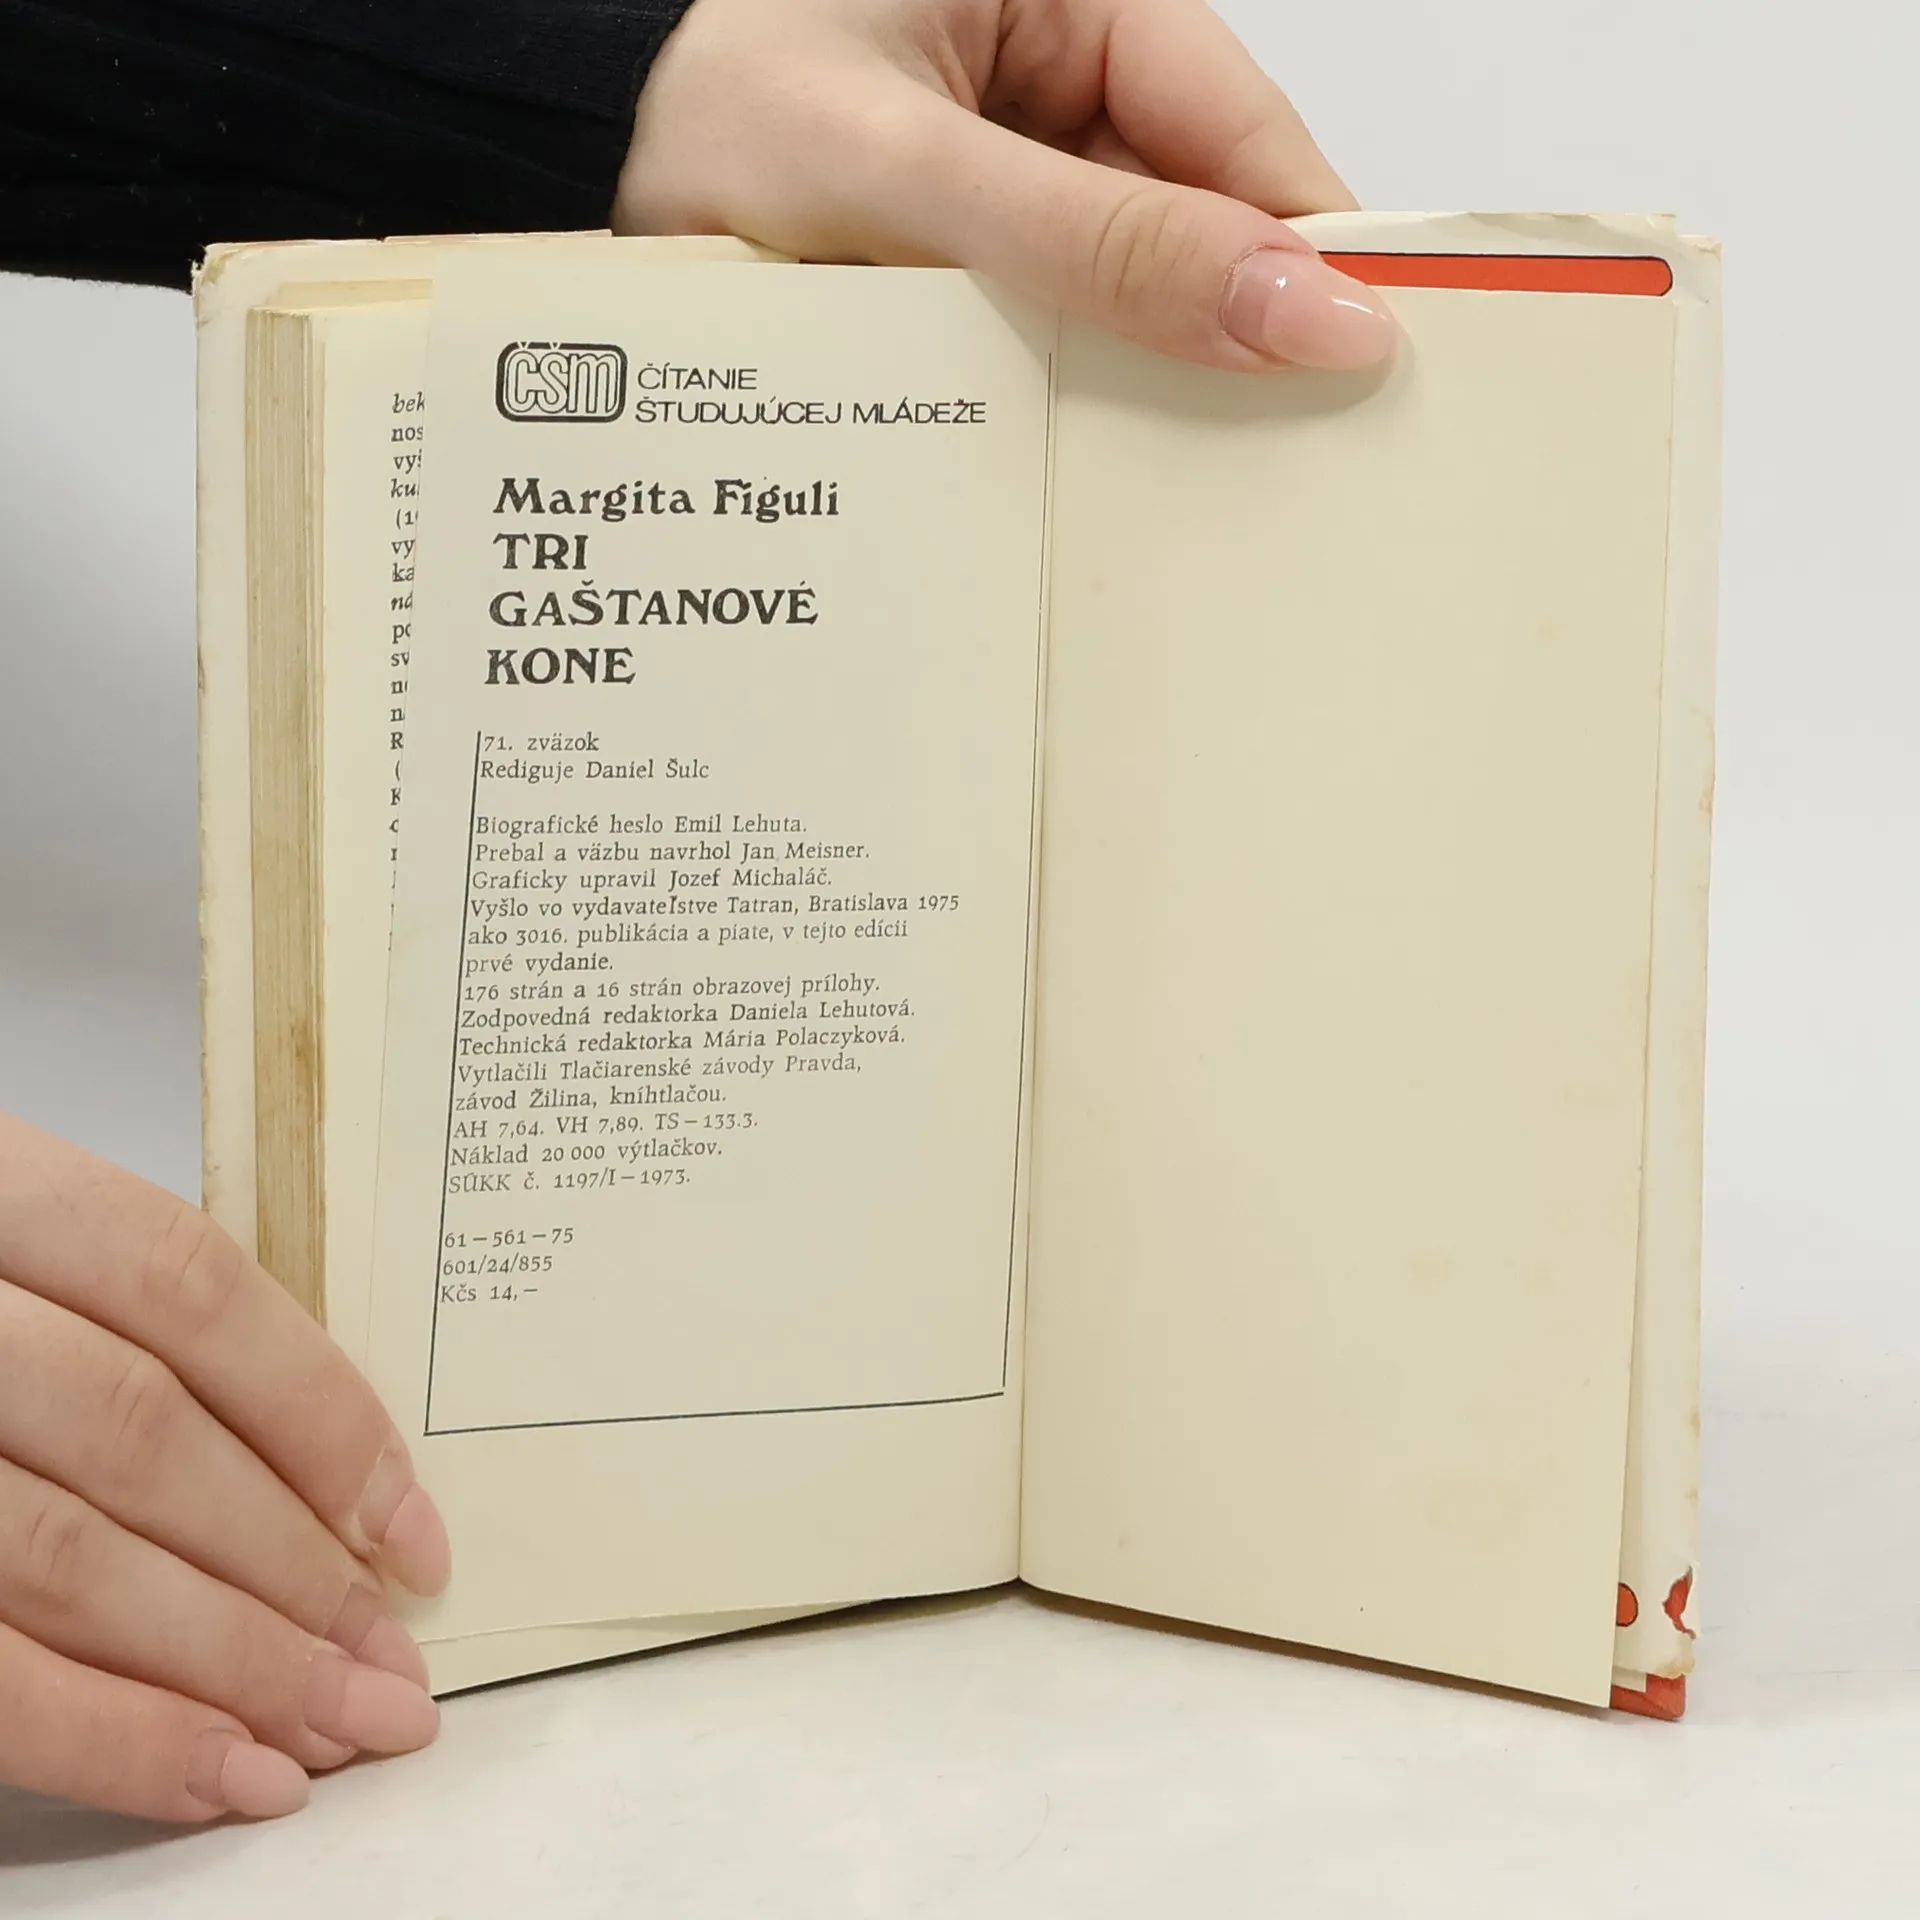 ČŠM ČÍTANIE
ŠTUDUJÚCEJ MLÁDEŽE
Margita Figuli
TRI
GAŠTANOVÉ
KONE
71. zväzok
Rediguje Daniel Šulc
Biografické heslo Emil Lehuta.
Prebal a väzbu navrhol Jan Meisner.
Graficky upravil Jozef Michaláč.
Vyšlo vo vydavateľstve Tatran, Bratislava 1975
ako 3016. publikácia a piate, v tejto edícii
prvé vydanie.
176 strán a 16 strán obrazovej prílohy.
Zodpovedná redaktorka Daniela Lehutová.
Technická redaktorka Mária Polaczyková.
Vytlačili Tlačiarenské závody Pravda,
závod Žilina, kníhtlačou.
AH 7,64. VH 7,89. TS – 133.3.
Náklad 20 000 výtlačkov.
SÚKK č. 1197/I – 1973.
61 – 561 – 75
601/24/855
Kčs 14,–